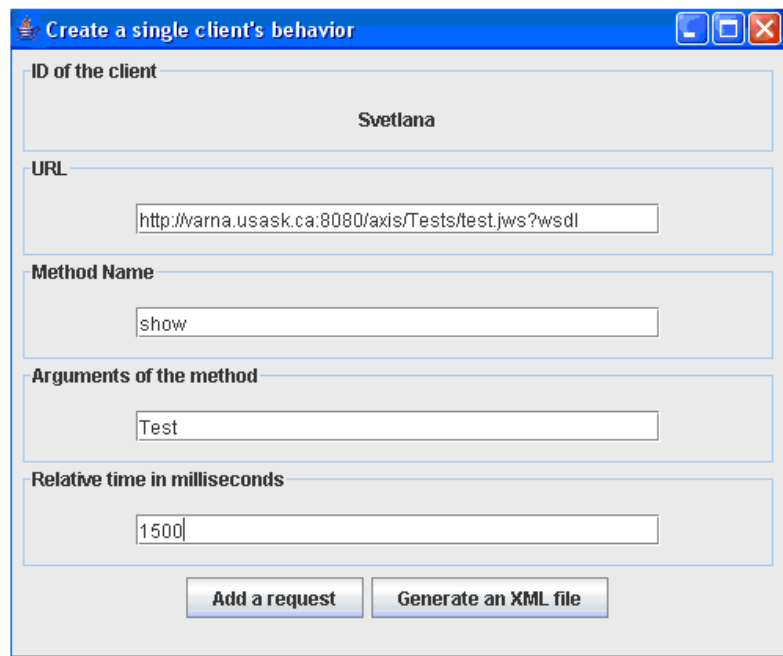 Create a single client's behavior
ID of the client
Svetlana
URL
http://varna.usask.ca:8080/axis/Tests/test.jws?wsdl
Method Name
show
Arguments of the method
Test
Relative time in milliseconds
1500
Add a request
Generate an XML file